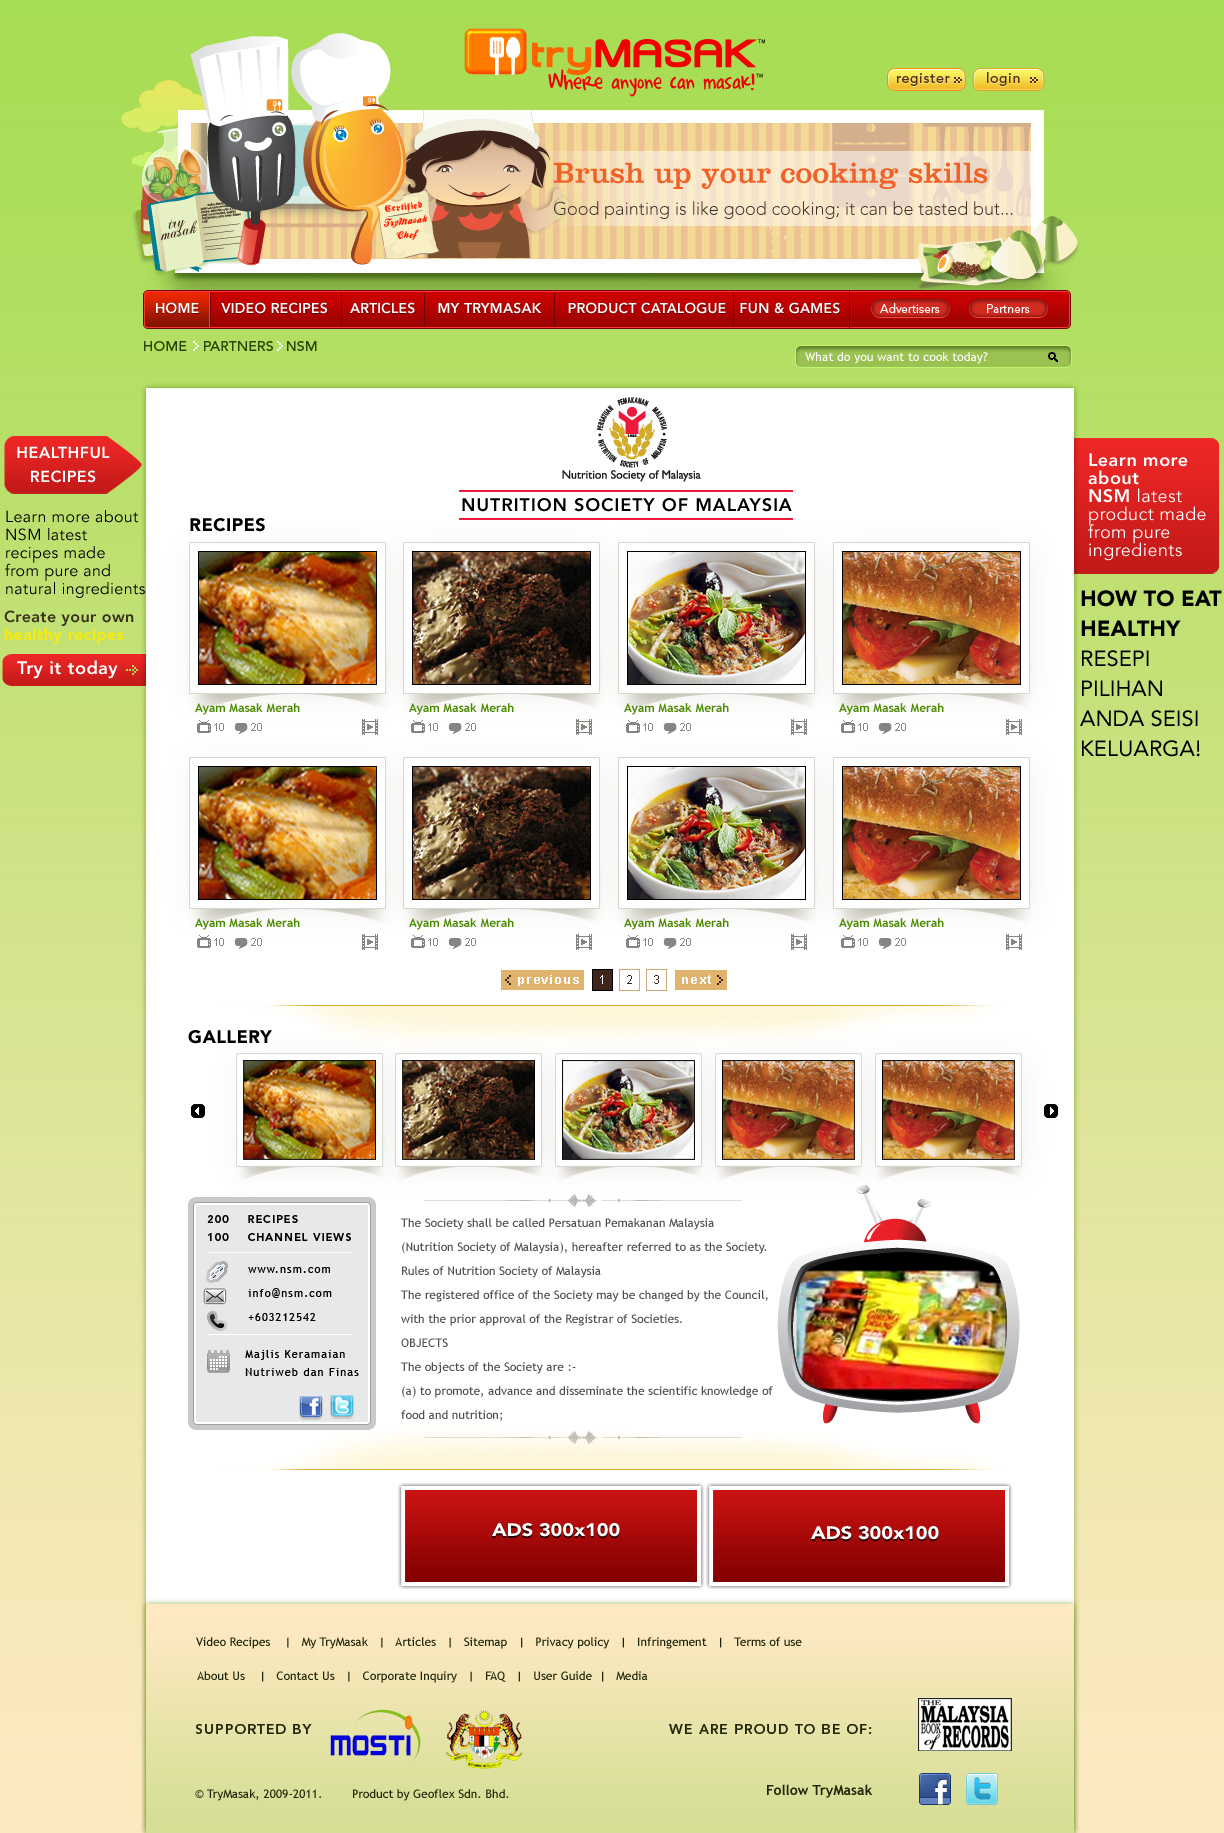 tryMASAK™
Where anyone can masak!™
register
login
Brush up your cooking skills
Good painting is like good cooking; it can be tasted but...
try masak
Certified
TryMasak
Chef
HOME
VIDEO RECIPES
ARTICLES
MY TRYMASAK
PRODUCT CATALOGUE
FUN & GAMES
Advertisers
Partners
HOME > PARTNERS > NSM
What do you want to cook today?
PERSATUAN PEMAKANAN MALAYSIA
NUTRITION SOCIETY OF MALAYSIA
Nutrition Society of Malaysia
NUTRITION SOCIETY OF MALAYSIA
HEALTHFUL
RECIPES
Learn more about
NSM latest
recipes made
from pure and
natural ingredients
Create your own
healthy recipes
Try it today
Learn more
about
NSM latest
product made
from pure
ingredients
HOW TO EAT
HEALTHY
RESEPI
PILIHAN
ANDA SEISI
KELUARGA!
RECIPES
Ayam Masak Merah
10 20
Ayam Masak Merah
10 20
Ayam Masak Merah
10 20
Ayam Masak Merah
10 20
Ayam Masak Merah
10 20
Ayam Masak Merah
10 20
Ayam Masak Merah
10 20
Ayam Masak Merah
10 20
previous 1 2 3 next
GALLERY
200 RECIPES
100 CHANNEL VIEWS
www.nsm.com
info@nsm.com
+603212542
Majlis Keramaian
Nutriweb dan Finas
The Society shall be called Persatuan Pemakanan Malaysia
(Nutrition Society of Malaysia), hereafter referred to as the Society.
Rules of Nutrition Society of Malaysia
The registered office of the Society may be changed by the Council,
with the prior approval of the Registrar of Societies.
OBJECTS
The objects of the Society are :-
(a) to promote, advance and disseminate the scientific knowledge of
food and nutrition;
ADS 300x100
ADS 300x100
Video Recipes | My TryMasak | Articles | Sitemap | Privacy policy | Infringement | Terms of use
About Us | Contact Us | Corporate Inquiry | FAQ | User Guide | Media
SUPPORTED BY
MOSTI
WE ARE PROUD TO BE OF:
THE
MALAYSIA
BOOK of
RECORDS
Follow TryMasak
© TryMasak, 2009-2011. Product by Geoflex Sdn. Bhd.